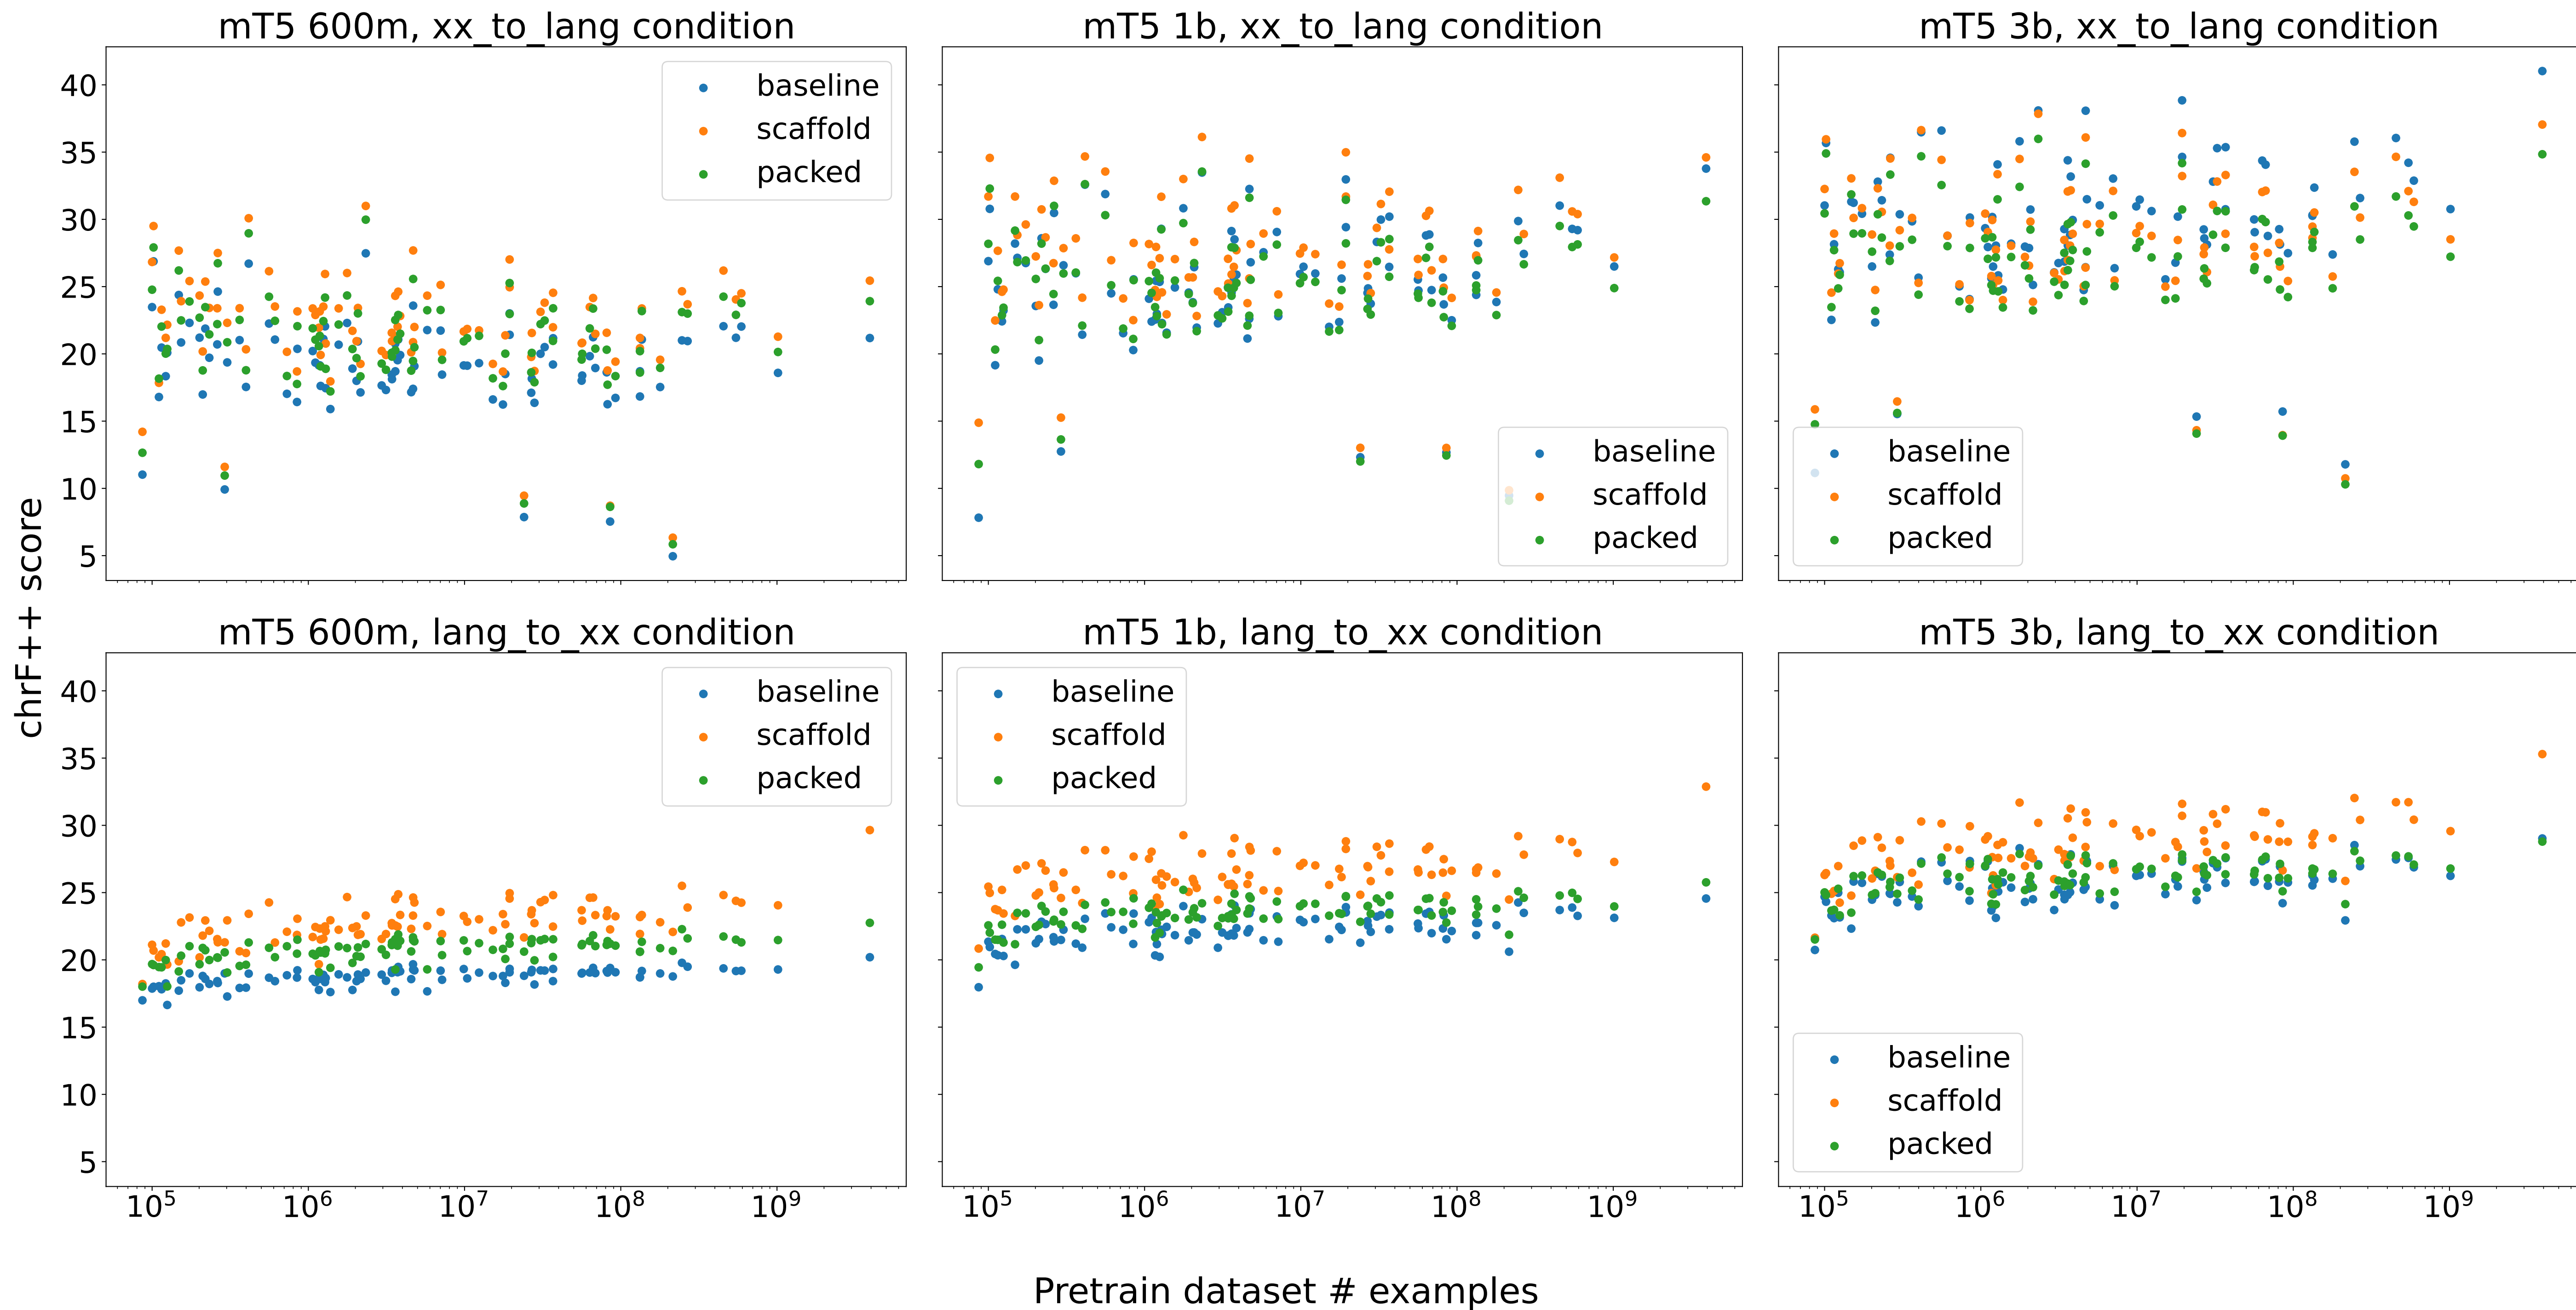 mT5 600m, xx_to_lang condition
mT5 1b, xx_to_lang condition
mT5 3b, xx_to_lang condition
chrF++ score
40
35
30
25
20
15
10
5
baseline
scaffold
packed
baseline
scaffold
packed
baseline
scaffold
packed
mT5 600m, lang_to_xx condition
mT5 1b, lang_to_xx condition
mT5 3b, lang_to_xx condition
40
35
30
25
20
15
10
5
baseline
scaffold
packed
baseline
scaffold
packed
baseline
scaffold
packed
10⁵ 10⁶ 10⁷ 10⁸ 10⁹
10⁵ 10⁶ 10⁷ 10⁸ 10⁹
10⁵ 10⁶ 10⁷ 10⁸ 10⁹
Pretrain dataset # examples